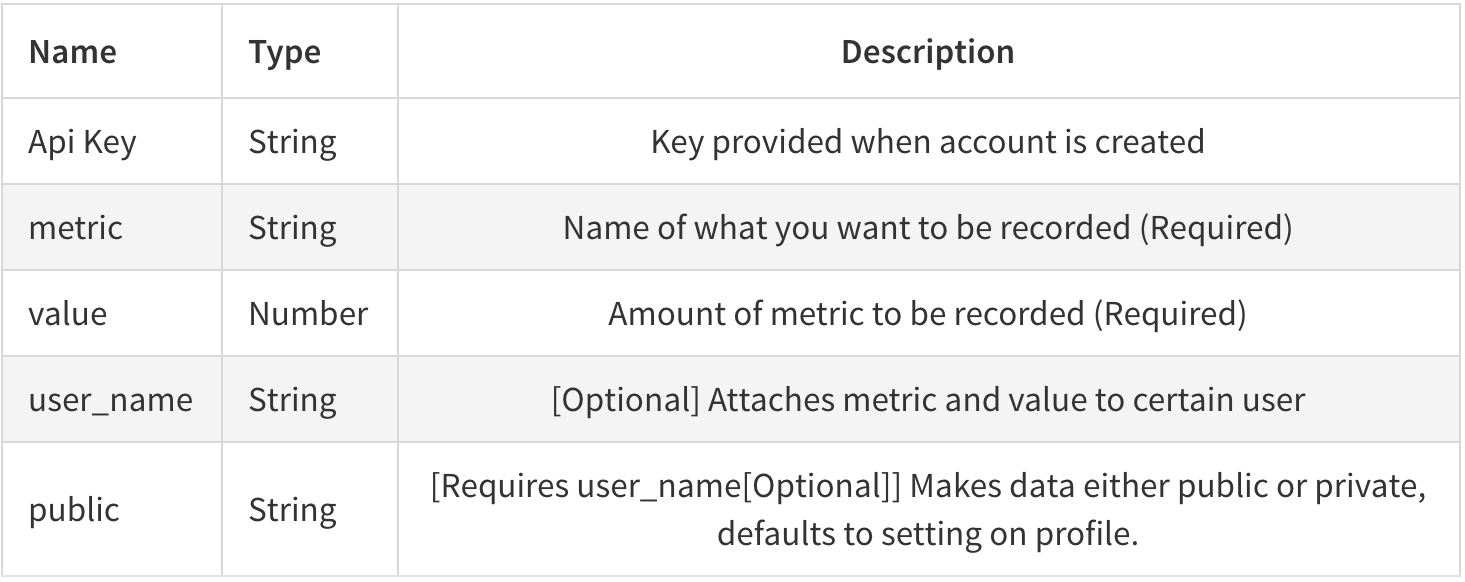 Name Type Description
Api Key String Key provided when account is created
metric String Name of what you want to be recorded (Required)
value Number Amount of metric to be recorded (Required)
user_name String [Optional] Attaches metric and value to certain user
public String [Requires user_name[Optional]] Makes data either public or private,
defaults to setting on profile.